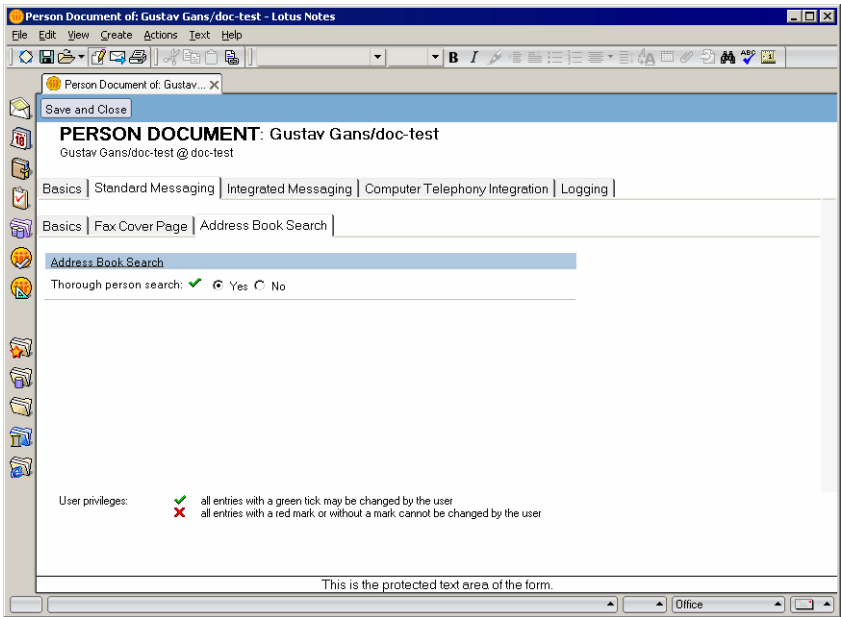 Person Document of: Gustav Gans/doc-test - Lotus Notes
File Edit View Create Actions Text Help
B I
Person Document of: Gustav...
Save and Close
PERSON DOCUMENT: Gustav Gans/doc-test
Gustav Gans/doc-test @ doc-test
Basics Standard Messaging Integrated Messaging Computer Telephony Integration Logging
Basics Fax Cover Page Address Book Search
Address Book Search
Thorough person search: Yes No
User privileges: all entries with a green tick may be changed by the user
all entries with a red mark or without a mark cannot be changed by the user
This is the protected text area of the form.
Office